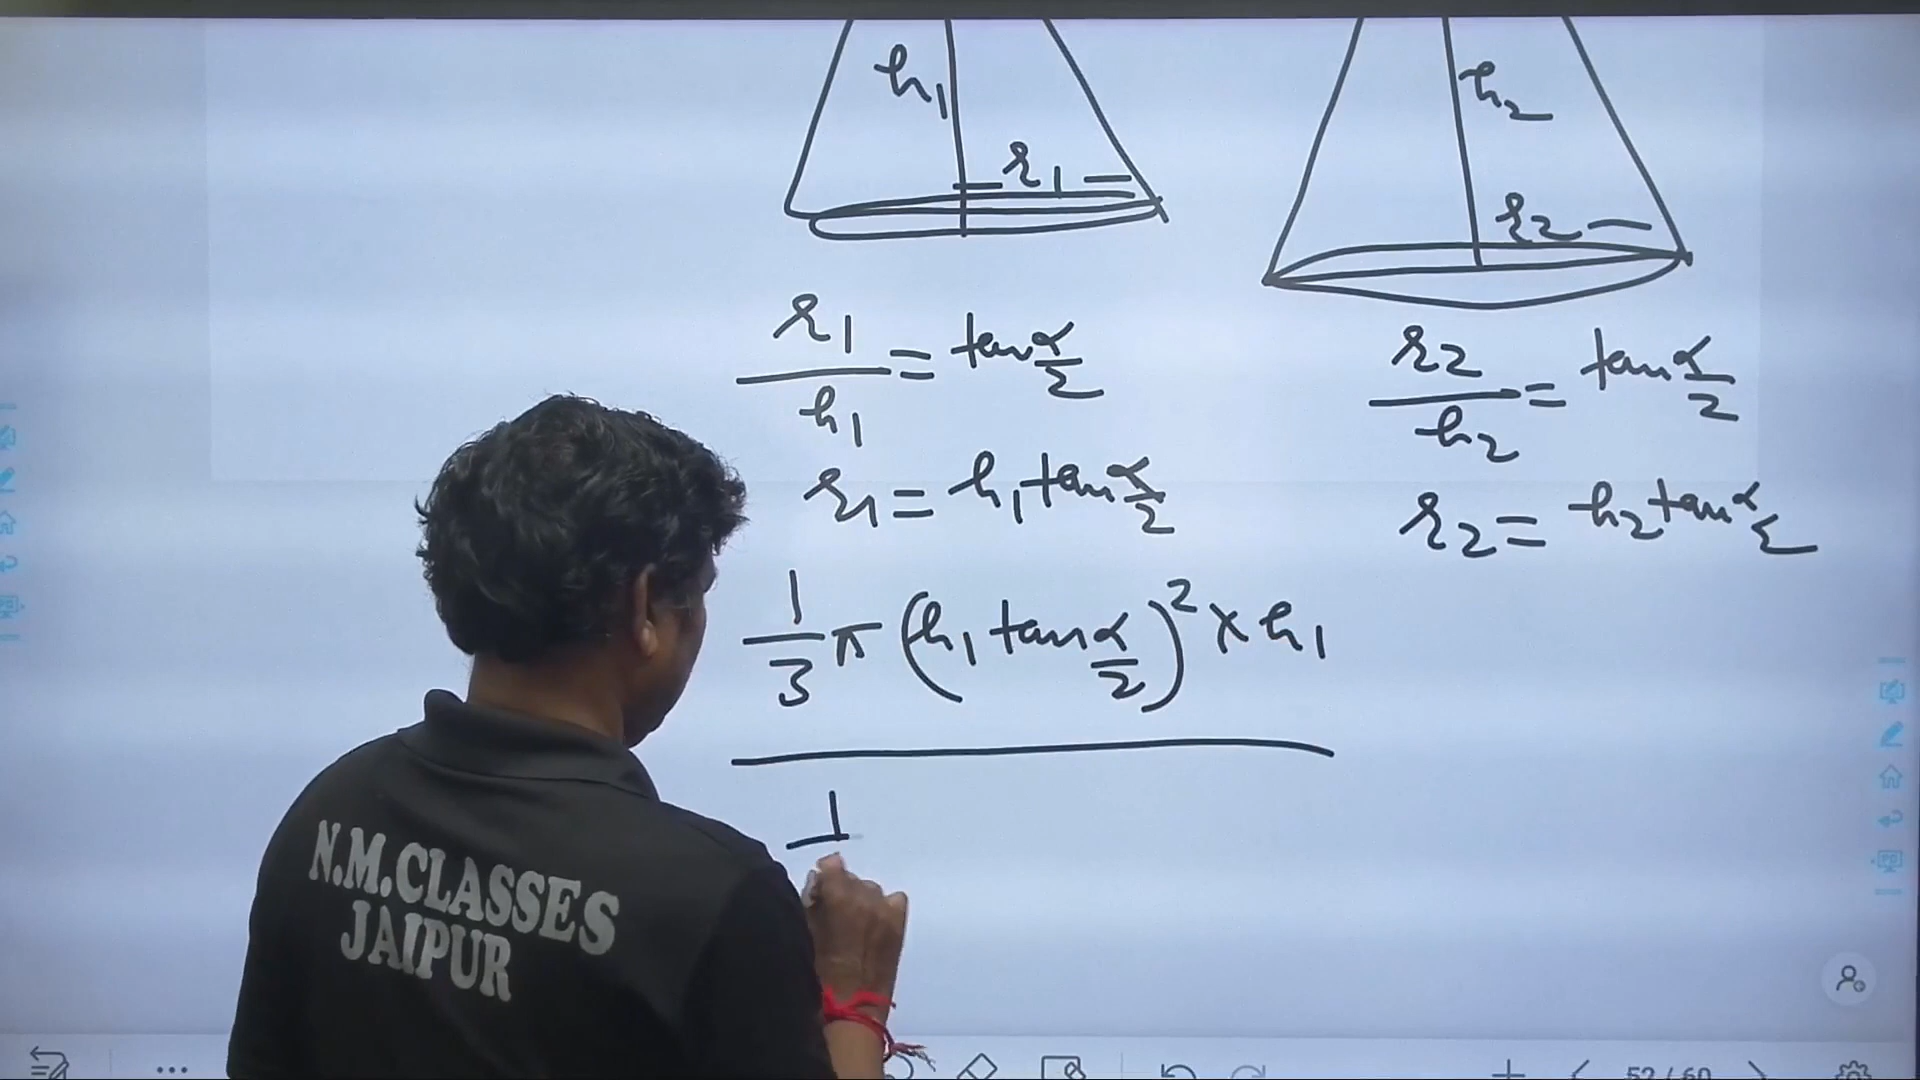 h₁
h₂
r₁
r₂
r₁/h₁ = tan α/2
r₂/h₂ = tan α/2
r₁ = h₁ tan α/2
r₂ = h₂ tan α/2
1/3 π (h₁ tan α/2)² × h₁
1
N.M.CLASSES
JAIPUR
52/60